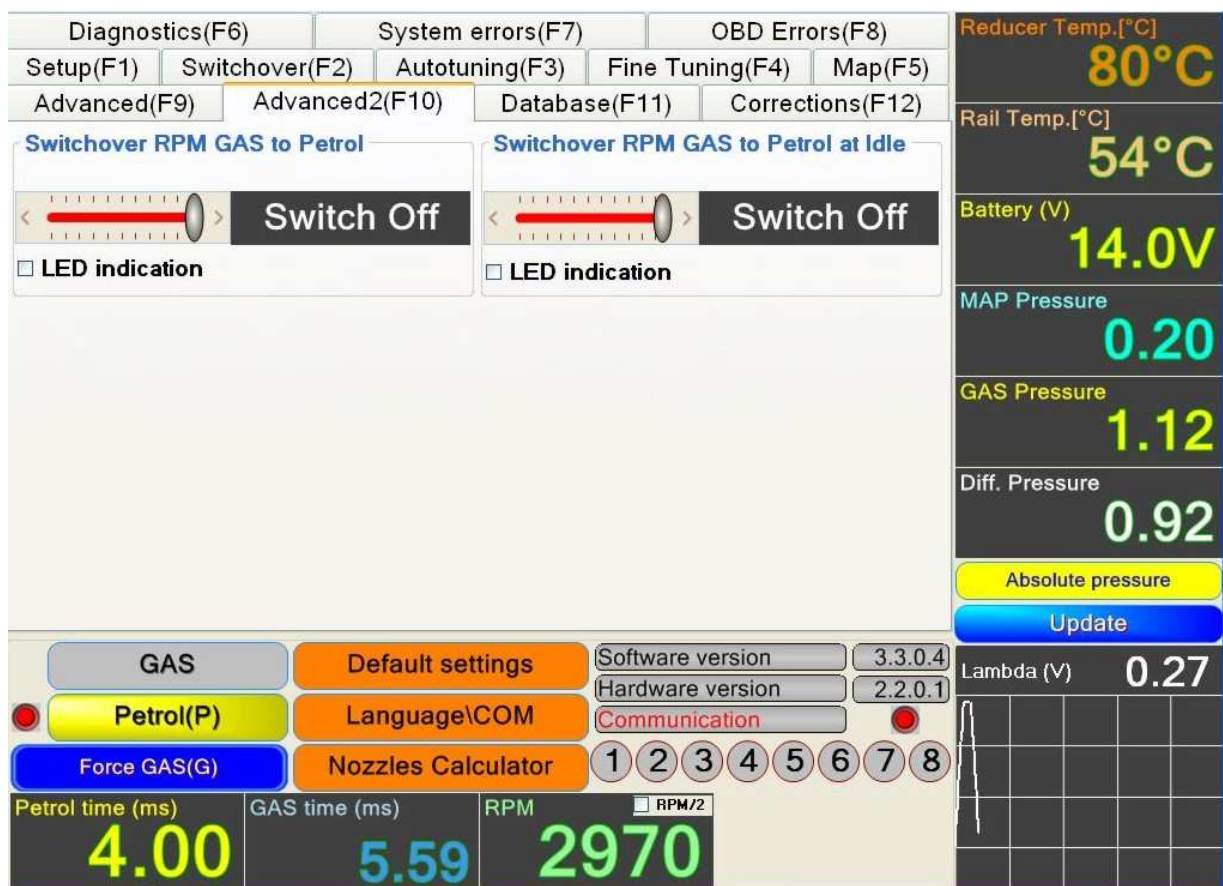 Diagnostics(F6) System errors(F7) OBD Errors(F8)
Setup(F1) Switchover(F2) Autotuning(F3) Fine Tuning(F4) Map(F5)
Advanced(F9) Advanced2(F10) Database(F11) Corrections(F12)
Switchover RPM GAS to Petrol
Switch Off
LED indication
Switchover RPM GAS to Petrol at Idle
Switch Off
LED indication
Reducer Temp.[°C]
80°C
Rail Temp.[°C]
54°C
Battery (V)
14.0V
MAP Pressure
0.20
GAS Pressure
1.12
Diff. Pressure
0.92
Absolute pressure
Update
Lambda (V) 0.27
GAS
Petrol(P)
Force GAS(G)
Default settings
Language\COM
Nozzles Calculator
Software version 3.3.0.4
Hardware version 2.2.0.1
Communication
1 2 3 4 5 6 7 8
Petrol time (ms)
4.00
GAS time (ms)
5.59
RPM RPM/2
2970